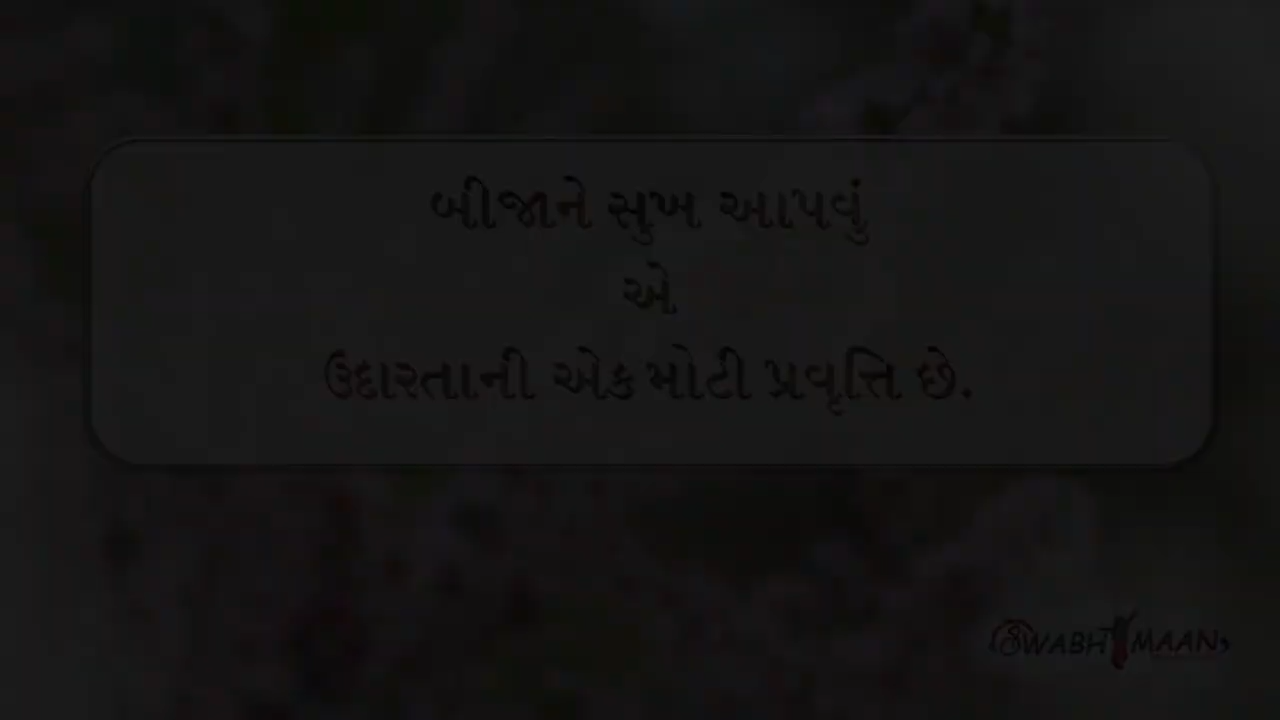 બીજાને સુખ આપવું
એ
ઉદારતાની એક મોટી પ્રવૃત્તિ છે.
SWABHIMAAN